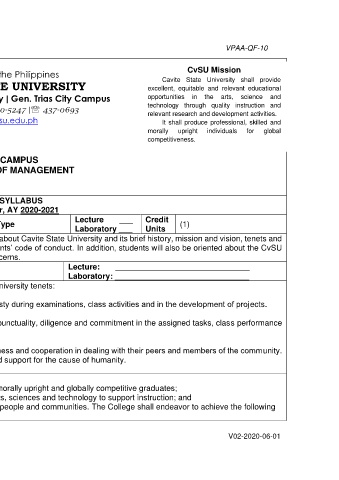 VPAA-QF-10
the Philippines
E UNIVERSITY
y | Gen. Trias City Campus
0-5247 |☏ 437-0693
su.edu.ph
CvSU Mission
Cavite State University shall provide
excellent, equitable and relevant educational
opportunities in the arts, science and
technology through quality instruction and
relevant research and development activities.
It shall produce professional, skilled and
morally upright individuals for global
competitiveness.
CAMPUS
OF MANAGEMENT
SYLLABUS
r, AY 2020-2021
Type Lecture ___ Credit (1)
Laboratory ___ Units
about Cavite State University and its brief history, mission and vision, tenets and
nts' code of conduct. In addition, students will also be oriented about the CvSU
cerns.
Lecture: ___
Laboratory: ___
niversity tenets:
sty during examinations, class activities and in the development of projects.
punctuality, diligence and commitment in the assigned tasks, class performance
ness and cooperation in dealing with their peers and members of the community.
d support for the cause of humanity.
morally upright and globally competitive graduates;
s, sciences and technology to support instruction; and
people and communities. The College shall endeavor to achieve the following
V02-2020-06-01